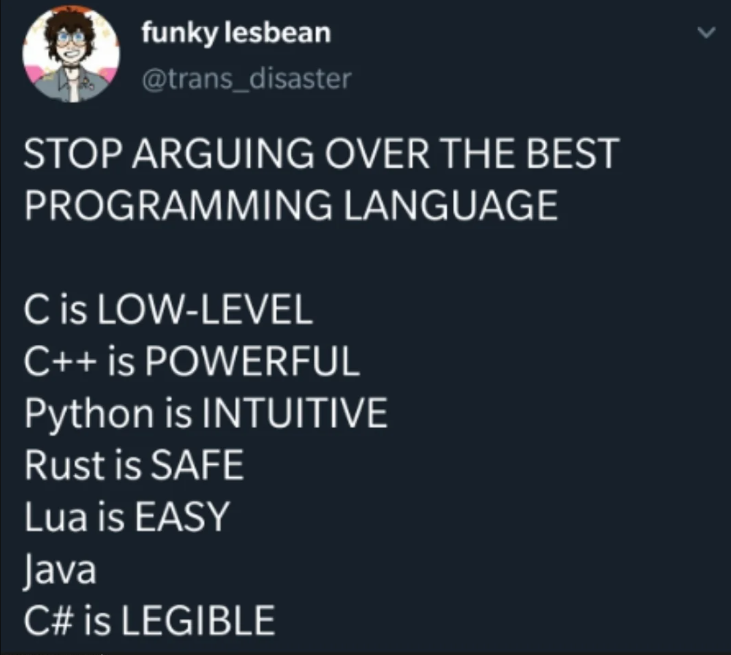 funky lesbean
@trans_disaster
STOP ARGUING OVER THE BEST
PROGRAMMING LANGUAGE
C is LOW-LEVEL
C++ is POWERFUL
Python is INTUITIVE
Rust is SAFE
Lua is EASY
Java
C# is LEGIBLE